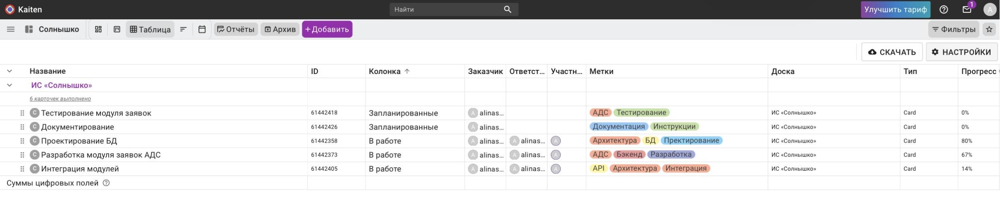 Kaiten Найти Улучшить тариф 1 А
Солнышко Таблица Отчёты Архив +Добавить Фильтры
СКАЧАТЬ НАСТРОЙКИ
Название ID Колонка ↑ Заказчик Ответст... Участн... Метки Доска Тип Прогресс
ИС «Солнышко»
6 карточек выполнено
С Тестирование модуля заявок 61442418 Запланированные А alinas... АДС Тестирование ИС «Солнышко» Card 0%
С Документирование 61442426 Запланированные А alinas... Документация Инструкции ИС «Солнышко» Card 0%
С Проектирование БД 61442358 В работе А alinas... А alinas... А Архитектура БД Пректирование ИС «Солнышко» Card 80%
С Разработка модуля заявок АДС 61442373 В работе А alinas... А alinas... А АДС Бэкенд Разработка ИС «Солнышко» Card 67%
С Интеграция модулей 61442405 В работе А alinas... А alinas... А API Архитектура Интеграция ИС «Солнышко» Card 14%
Суммы цифровых полей ?